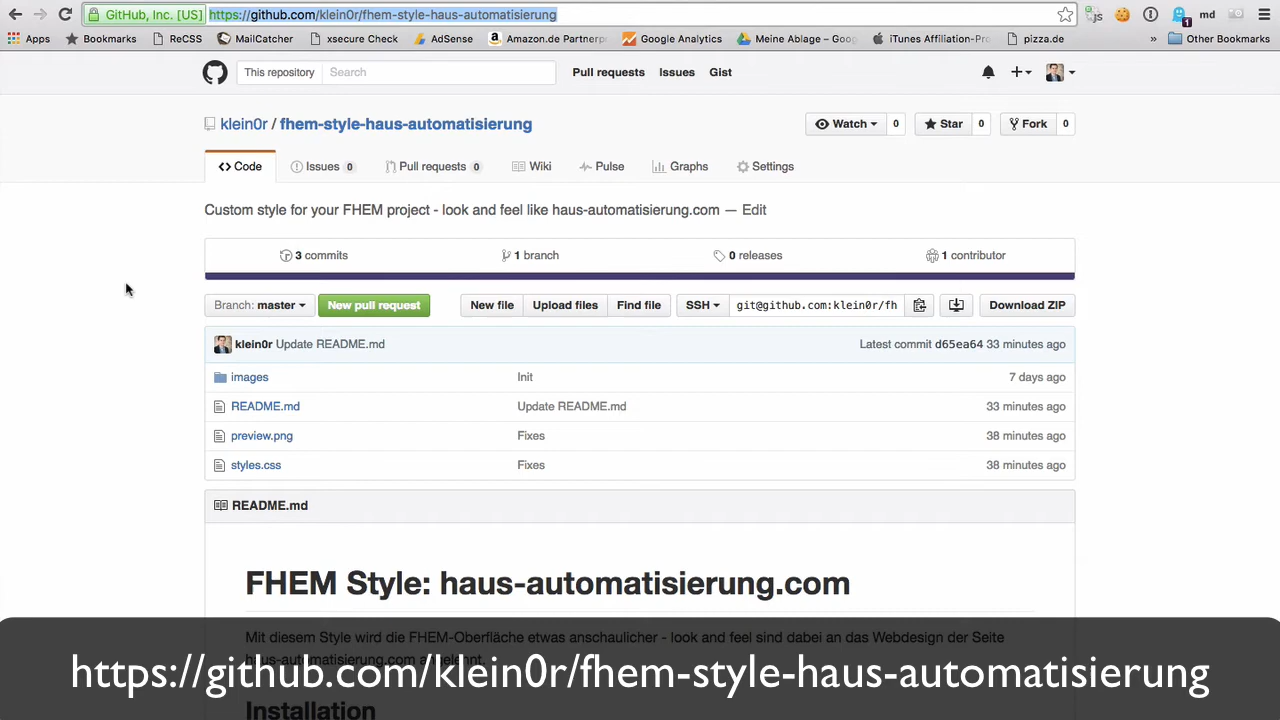 GitHub, Inc. [US] https://github.com/klein0r/fhem-style-haus-automatisierung
Apps Bookmarks ReCSS MailCatcher xsecure Check AdSense Amazon.de Partnerp Google Analyti Meine Ablage – Goog iTunes Affiliation-Pro pizza.de » Other Bookmarks
This repository Search Pull requests Issues Gist
klein0r / fhem-style-haus-automatisierung Watch 0 Star 0 Fork 0
Code Issues 0 Pull requests 0 Wiki Pulse Graphs Settings
Custom style for your FHEM project - look and feel like haus-automatisierung.com — Edit
3 commits 1 branch 0 releases 1 contributor
Branch: master New pull request New file Upload files Find file SSH git@github.com:klein0r/fh Download ZIP
klein0r Update README.md Latest commit d65ea64 33 minutes ago
images Init 7 days ago
README.md Update README.md 33 minutes ago
preview.png Fixes 38 minutes ago
styles.css Fixes 38 minutes ago
README.md
FHEM Style: haus-automatisierung.com
Mit diesem Style wird die FHEM-Oberfläche etwas anschaulicher - look and feel sind dabei an das Webdesign der Seite
haus-automatisierung.com angelehnt.
https://github.com/klein0r/fhem-style-haus-automatisierung
Installation